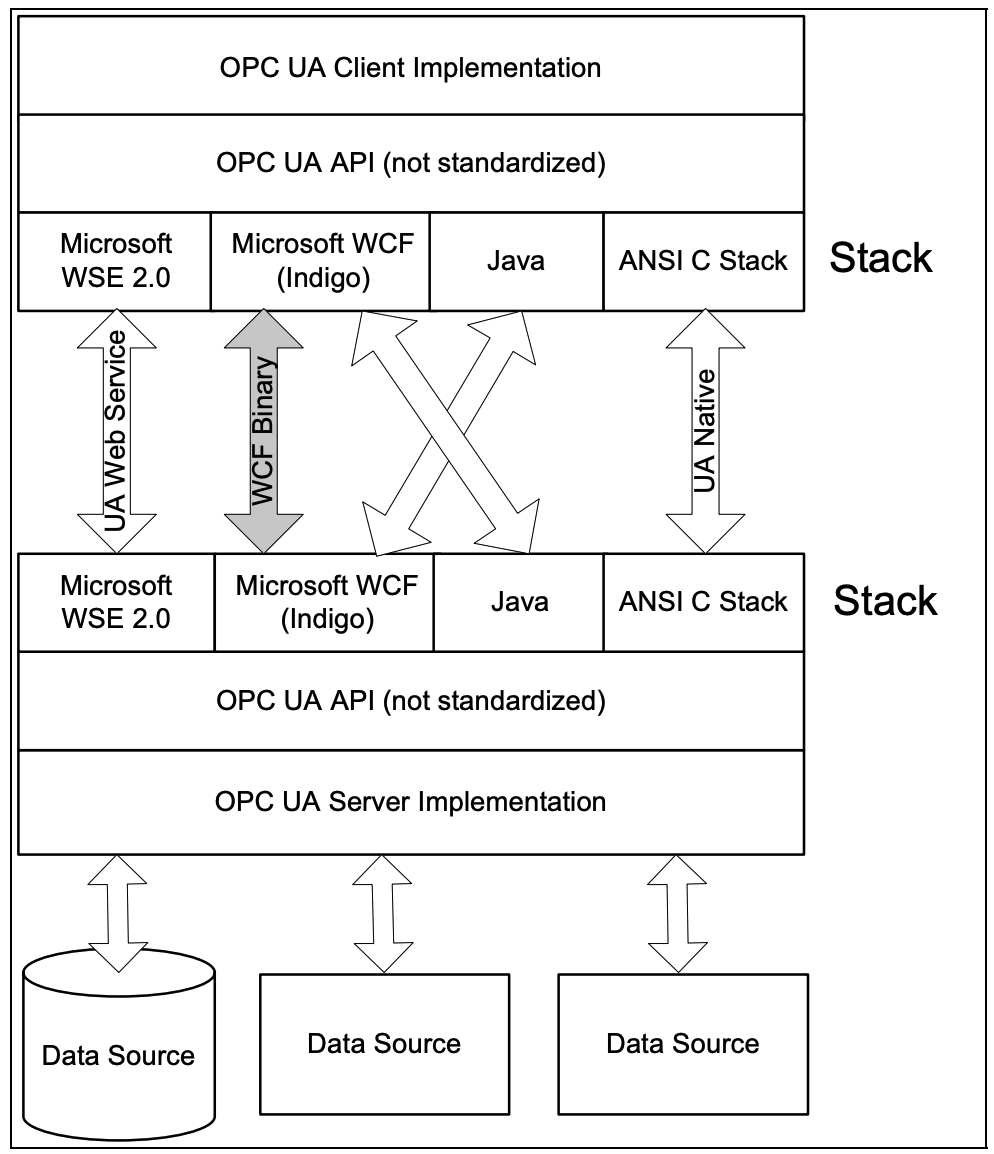 OPC UA Client Implementation
OPC UA API (not standardized)
Microsoft
WSE 2.0
Microsoft WCF
(Indigo)
Java
ANSI C Stack
Stack
UA Web Service
WCF Binary
UA Native
Microsoft
WSE 2.0
Microsoft WCF
(Indigo)
Java
ANSI C Stack
Stack
OPC UA API (not standardized)
OPC UA Server Implementation
Data Source
Data Source
Data Source